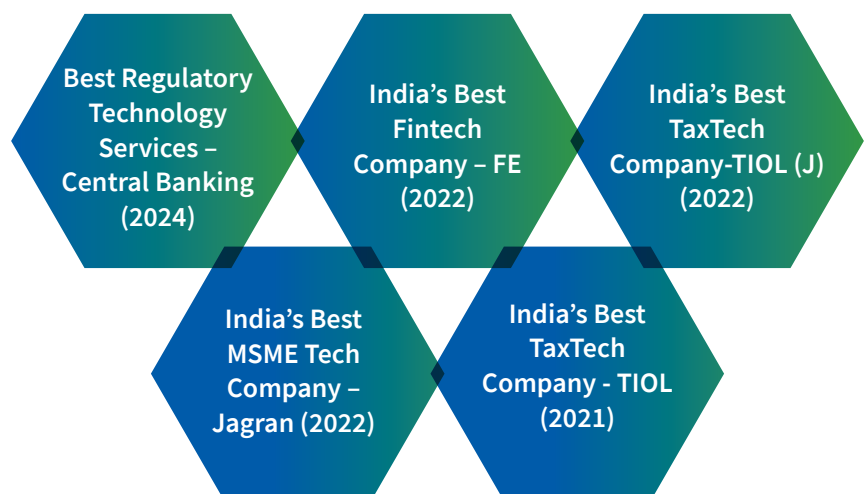 Best Regulatory
Technology
Services –
Central Banking
(2024)
India’s Best
Fintech
Company – FE
(2022)
India’s Best
TaxTech
Company-TIOL (J)
(2022)
India’s Best
MSME Tech
Company –
Jagran (2022)
India’s Best
TaxTech
Company - TIOL
(2021)